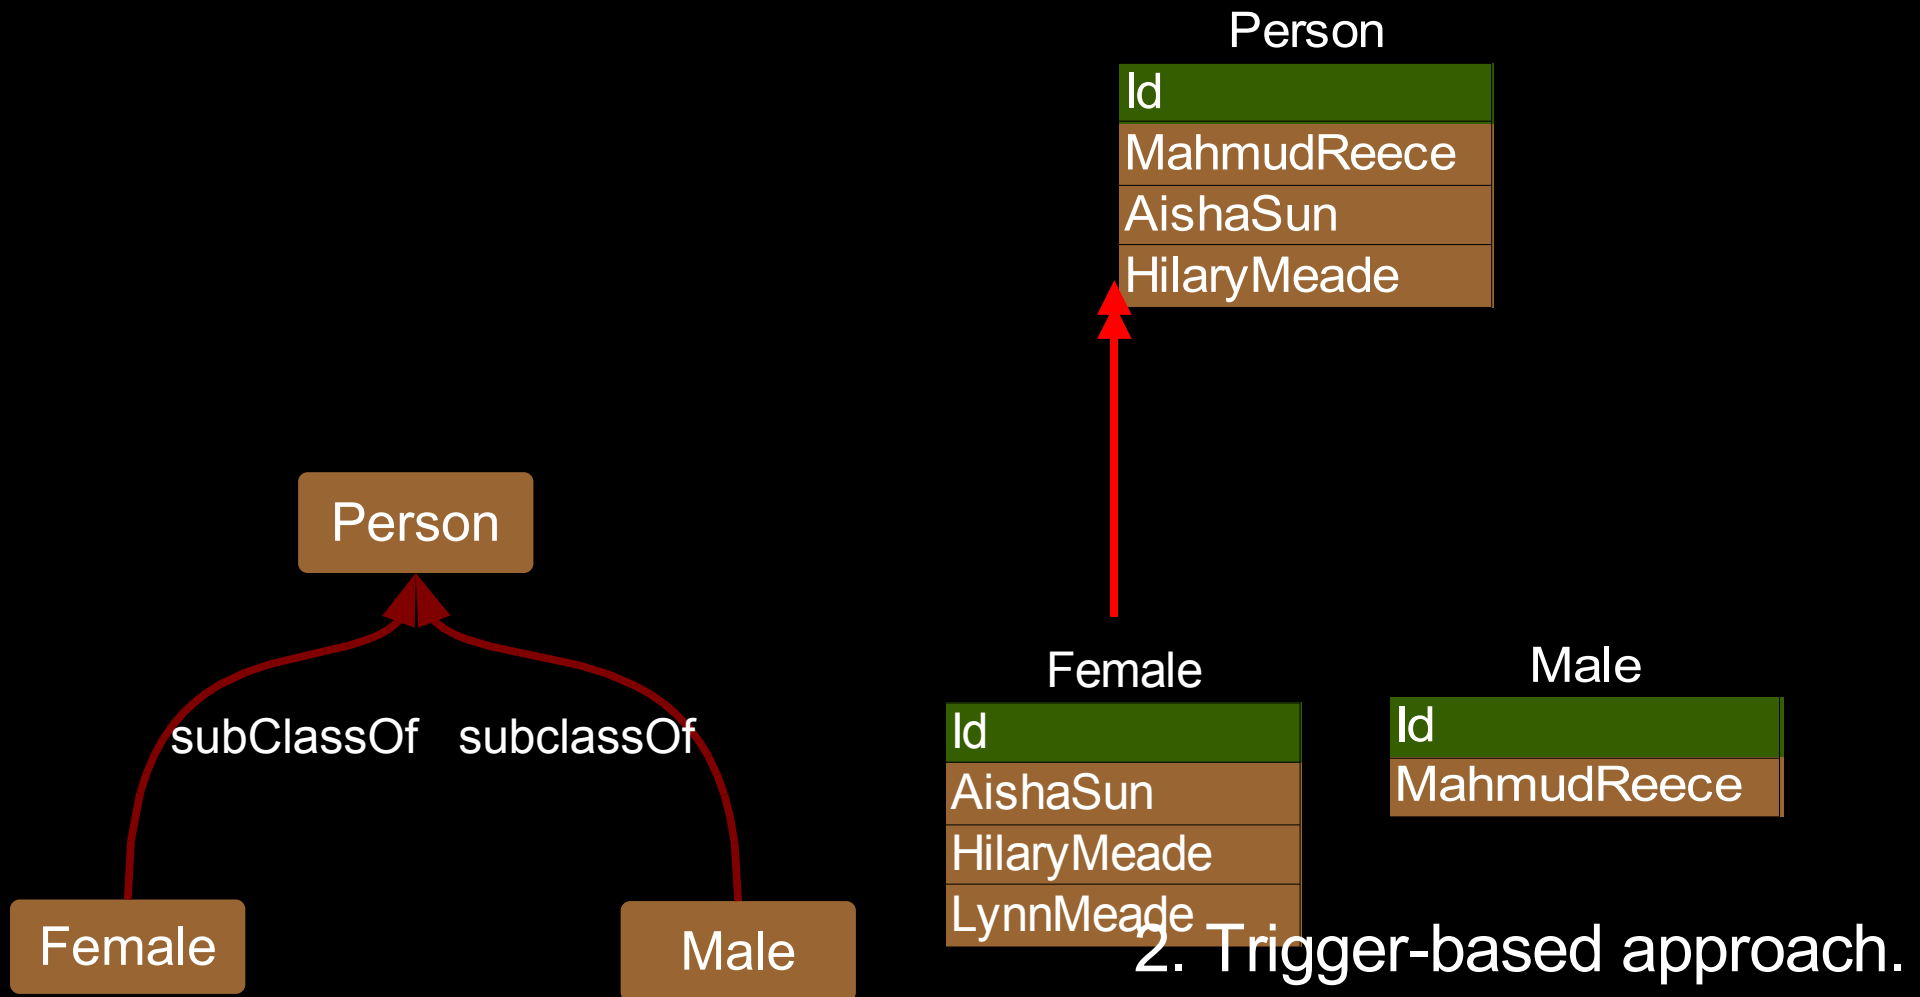 Person
Id
MahmudReece
AishaSun
HilaryMeade
Person
subClassOf
subclassOf
Female
Male
Female
Id
AishaSun
HilaryMeade
LynnMeade
Male
Id
MahmudReece
2. Trigger-based approach.